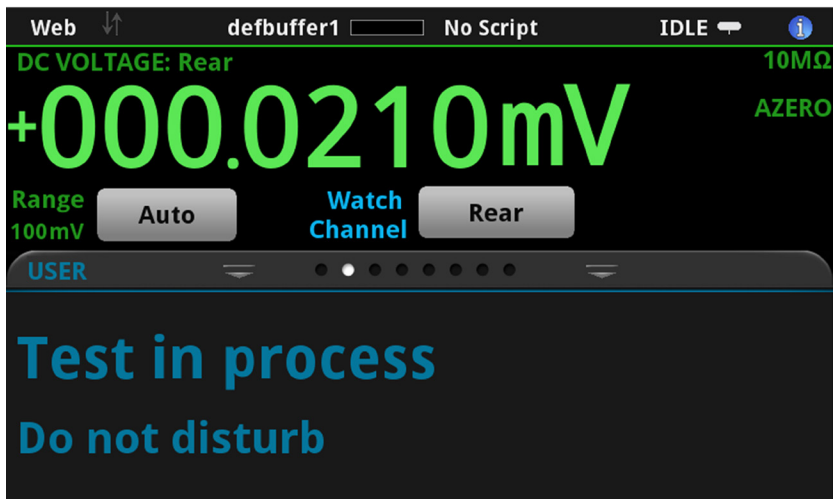 Web defbuffer1 No Script IDLE i
DC VOLTAGE: Rear 10MΩ
+000.0210mV AZERO
Range Auto Watch Rear
100mV Channel
USER
Test in process
Do not disturb